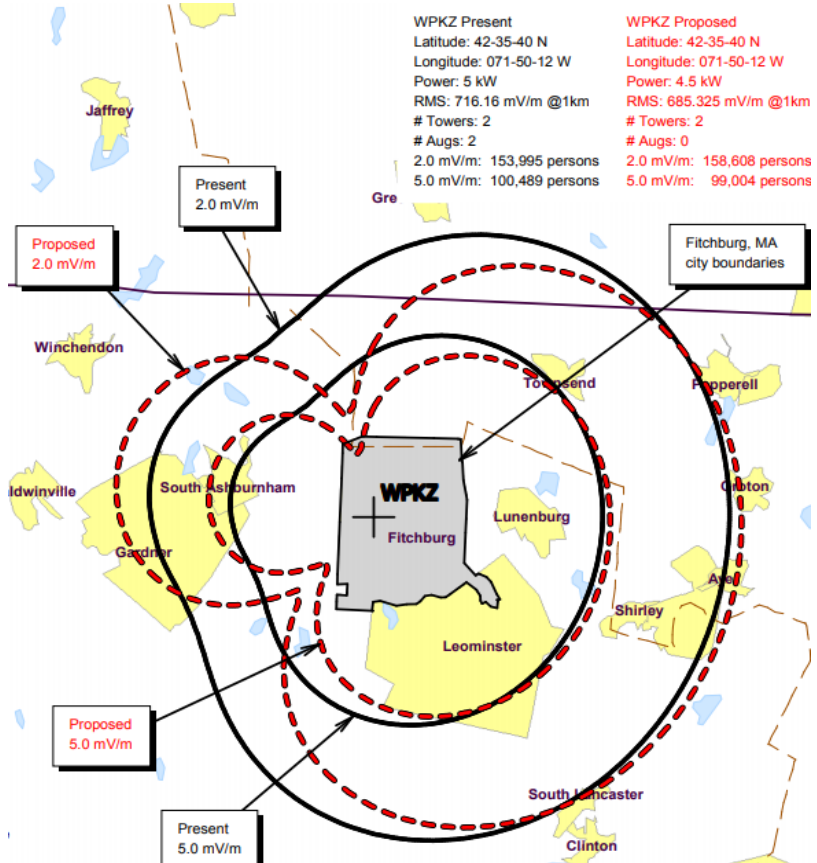 WPKZ Present
Latitude: 42-35-40 N
Longitude: 071-50-12 W
Power: 5 kW
RMS: 716.16 mV/m @1km
# Towers: 2
# Augs: 2
2.0 mV/m: 153,995 persons
5.0 mV/m: 100,489 persons
WPKZ Proposed
Latitude: 42-35-40 N
Longitude: 071-50-12 W
Power: 4.5 kW
RMS: 685.325 mV/m @1km
# Towers: 2
# Augs: 0
2.0 mV/m: 158,608 persons
5.0 mV/m: 99,004 persons
Jaffrey
Present
2.0 mV/m
Gre
Proposed
2.0 mV/m
Fitchburg, MA
city boundaries
Winchendon
Townsend
Pepperell
ldwinville
South Ashburnham
WPKZ
Groton
Lunenburg
Fitchburg
Gardner
Ayer
Shirley
Leominster
Proposed
5.0 mV/m
South Lancaster
Present
5.0 mV/m
Clinton